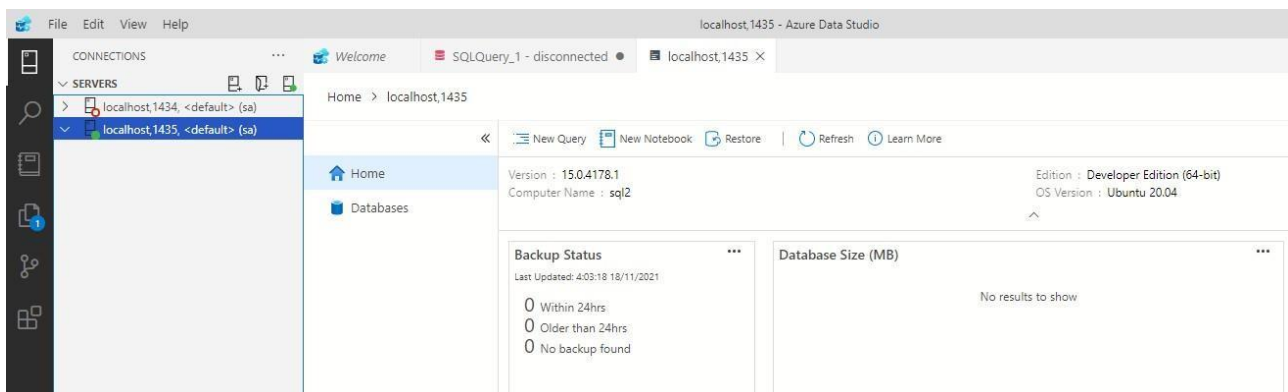 File Edit View Help
localhost,1435 - Azure Data Studio
CONNECTIONS
SERVERS
localhost,1434, <default> (sa)
localhost,1435, <default> (sa)
1
Welcome
SQLQuery_1 - disconnected
localhost,1435
Home > localhost,1435
New Query New Notebook Restore | Refresh Learn More
Home
Databases
Version : 15.0.4178.1
Computer Name : sql2
Edition : Developer Edition (64-bit)
OS Version : Ubuntu 20.04
Backup Status
Last Updated: 4:03:18 18/11/2021
0 Within 24hrs
0 Older than 24hrs
0 No backup found
Database Size (MB)
No results to show